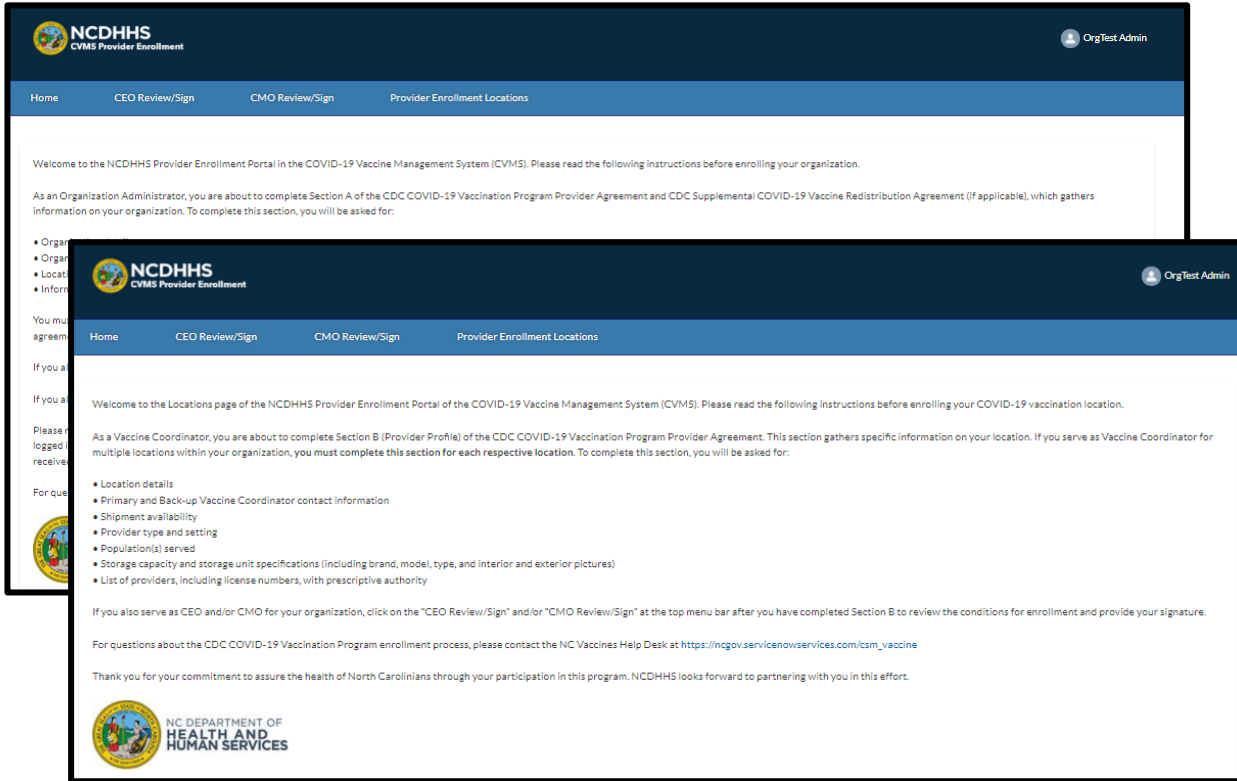 NCDHHS
CVMS Provider Enrollment
OrgTest Admin
Home CEO Review/Sign CMO Review/Sign Provider Enrollment Locations
Welcome to the NCDHHS Provider Enrollment Portal in the COVID-19 Vaccine Management System (CVMS). Please read the following instructions before enrolling your organization.
As an Organization Administrator, you are about to complete Section A of the CDC COVID-19 Vaccination Program Provider Agreement and CDC Supplemental COVID-19 Vaccine Redistribution Agreement (if applicable), which gathers
information on your organization. To complete this section, you will be asked for:
If you al
If you al
logged i
For que
NCDHHS
CVMS Provider Enrollment
OrgTest Admin
Home CEO Review/Sign CMO Review/Sign Provider Enrollment Locations
Welcome to the Locations page of the NCDHHS Provider Enrollment Portal of the COVID-19 Vaccine Management System (CVMS). Please read the following instructions before enrolling your COVID-19 vaccination location.
As a Vaccine Coordinator, you are about to complete Section B (Provider Profile) of the CDC COVID-19 Vaccination Program Provider Agreement. This section gathers specific information on your location. If you serve as Vaccine Coordinator for
multiple locations within your organization, you must complete this section for each respective location. To complete this section, you will be asked for:
• Location details
• Primary and Back-up Vaccine Coordinator contact information
• Shipment availability
• Provider type and setting
• Population(s) served
• Storage capacity and storage unit specifications (including brand, model, type, and interior and exterior pictures)
• List of providers, including license numbers, with prescriptive authority
If you also serve as CEO and/or CMO for your organization, click on the "CEO Review/Sign" and/or "CMO Review/Sign" at the top menu bar after you have completed Section B to review the conditions for enrollment and provide your signature.
For questions about the CDC COVID-19 Vaccination Program enrollment process, please contact the NC Vaccines Help Desk at https://ncgov.servicenowservices.com/csm_vaccine
Thank you for your commitment to assure the health of North Carolinians through your participation in this program. NCDHHS looks forward to partnering with you in this effort.
NC DEPARTMENT OF
HEALTH AND
HUMAN SERVICES